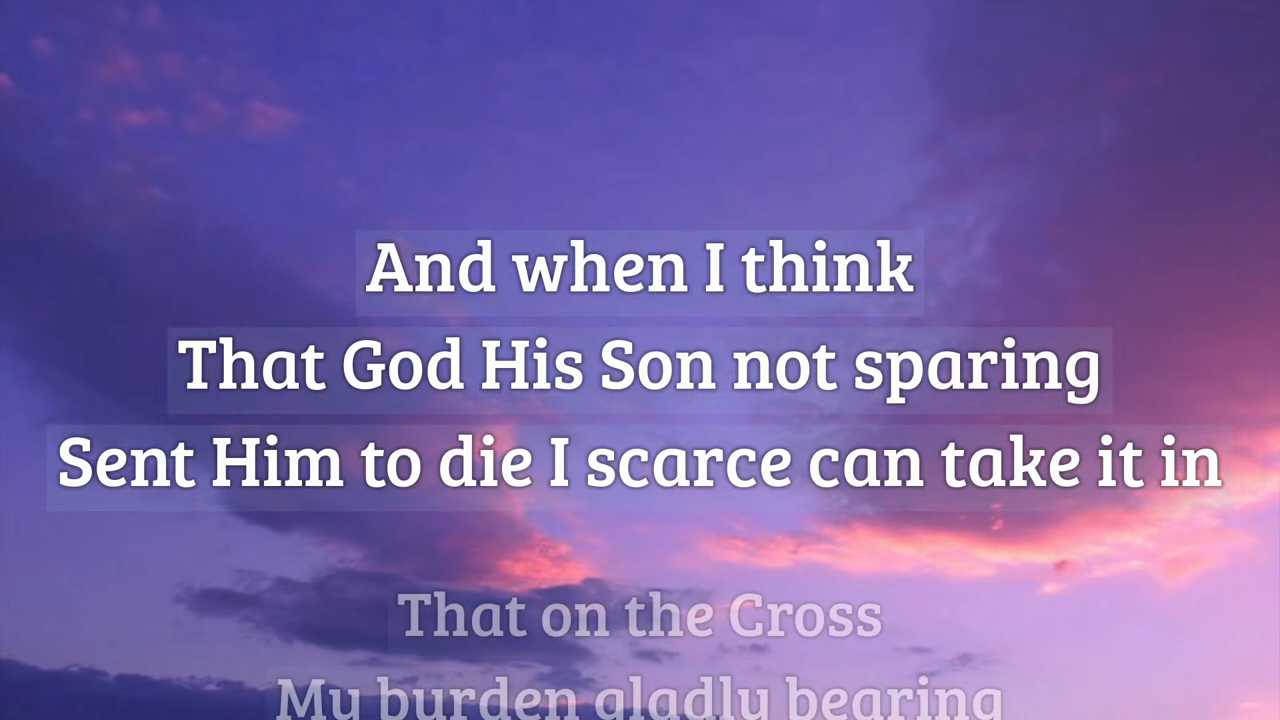 And when I think
That God His Son not sparing
Sent Him to die I scarce can take it in
That on the Cross
My burden gladly bearing